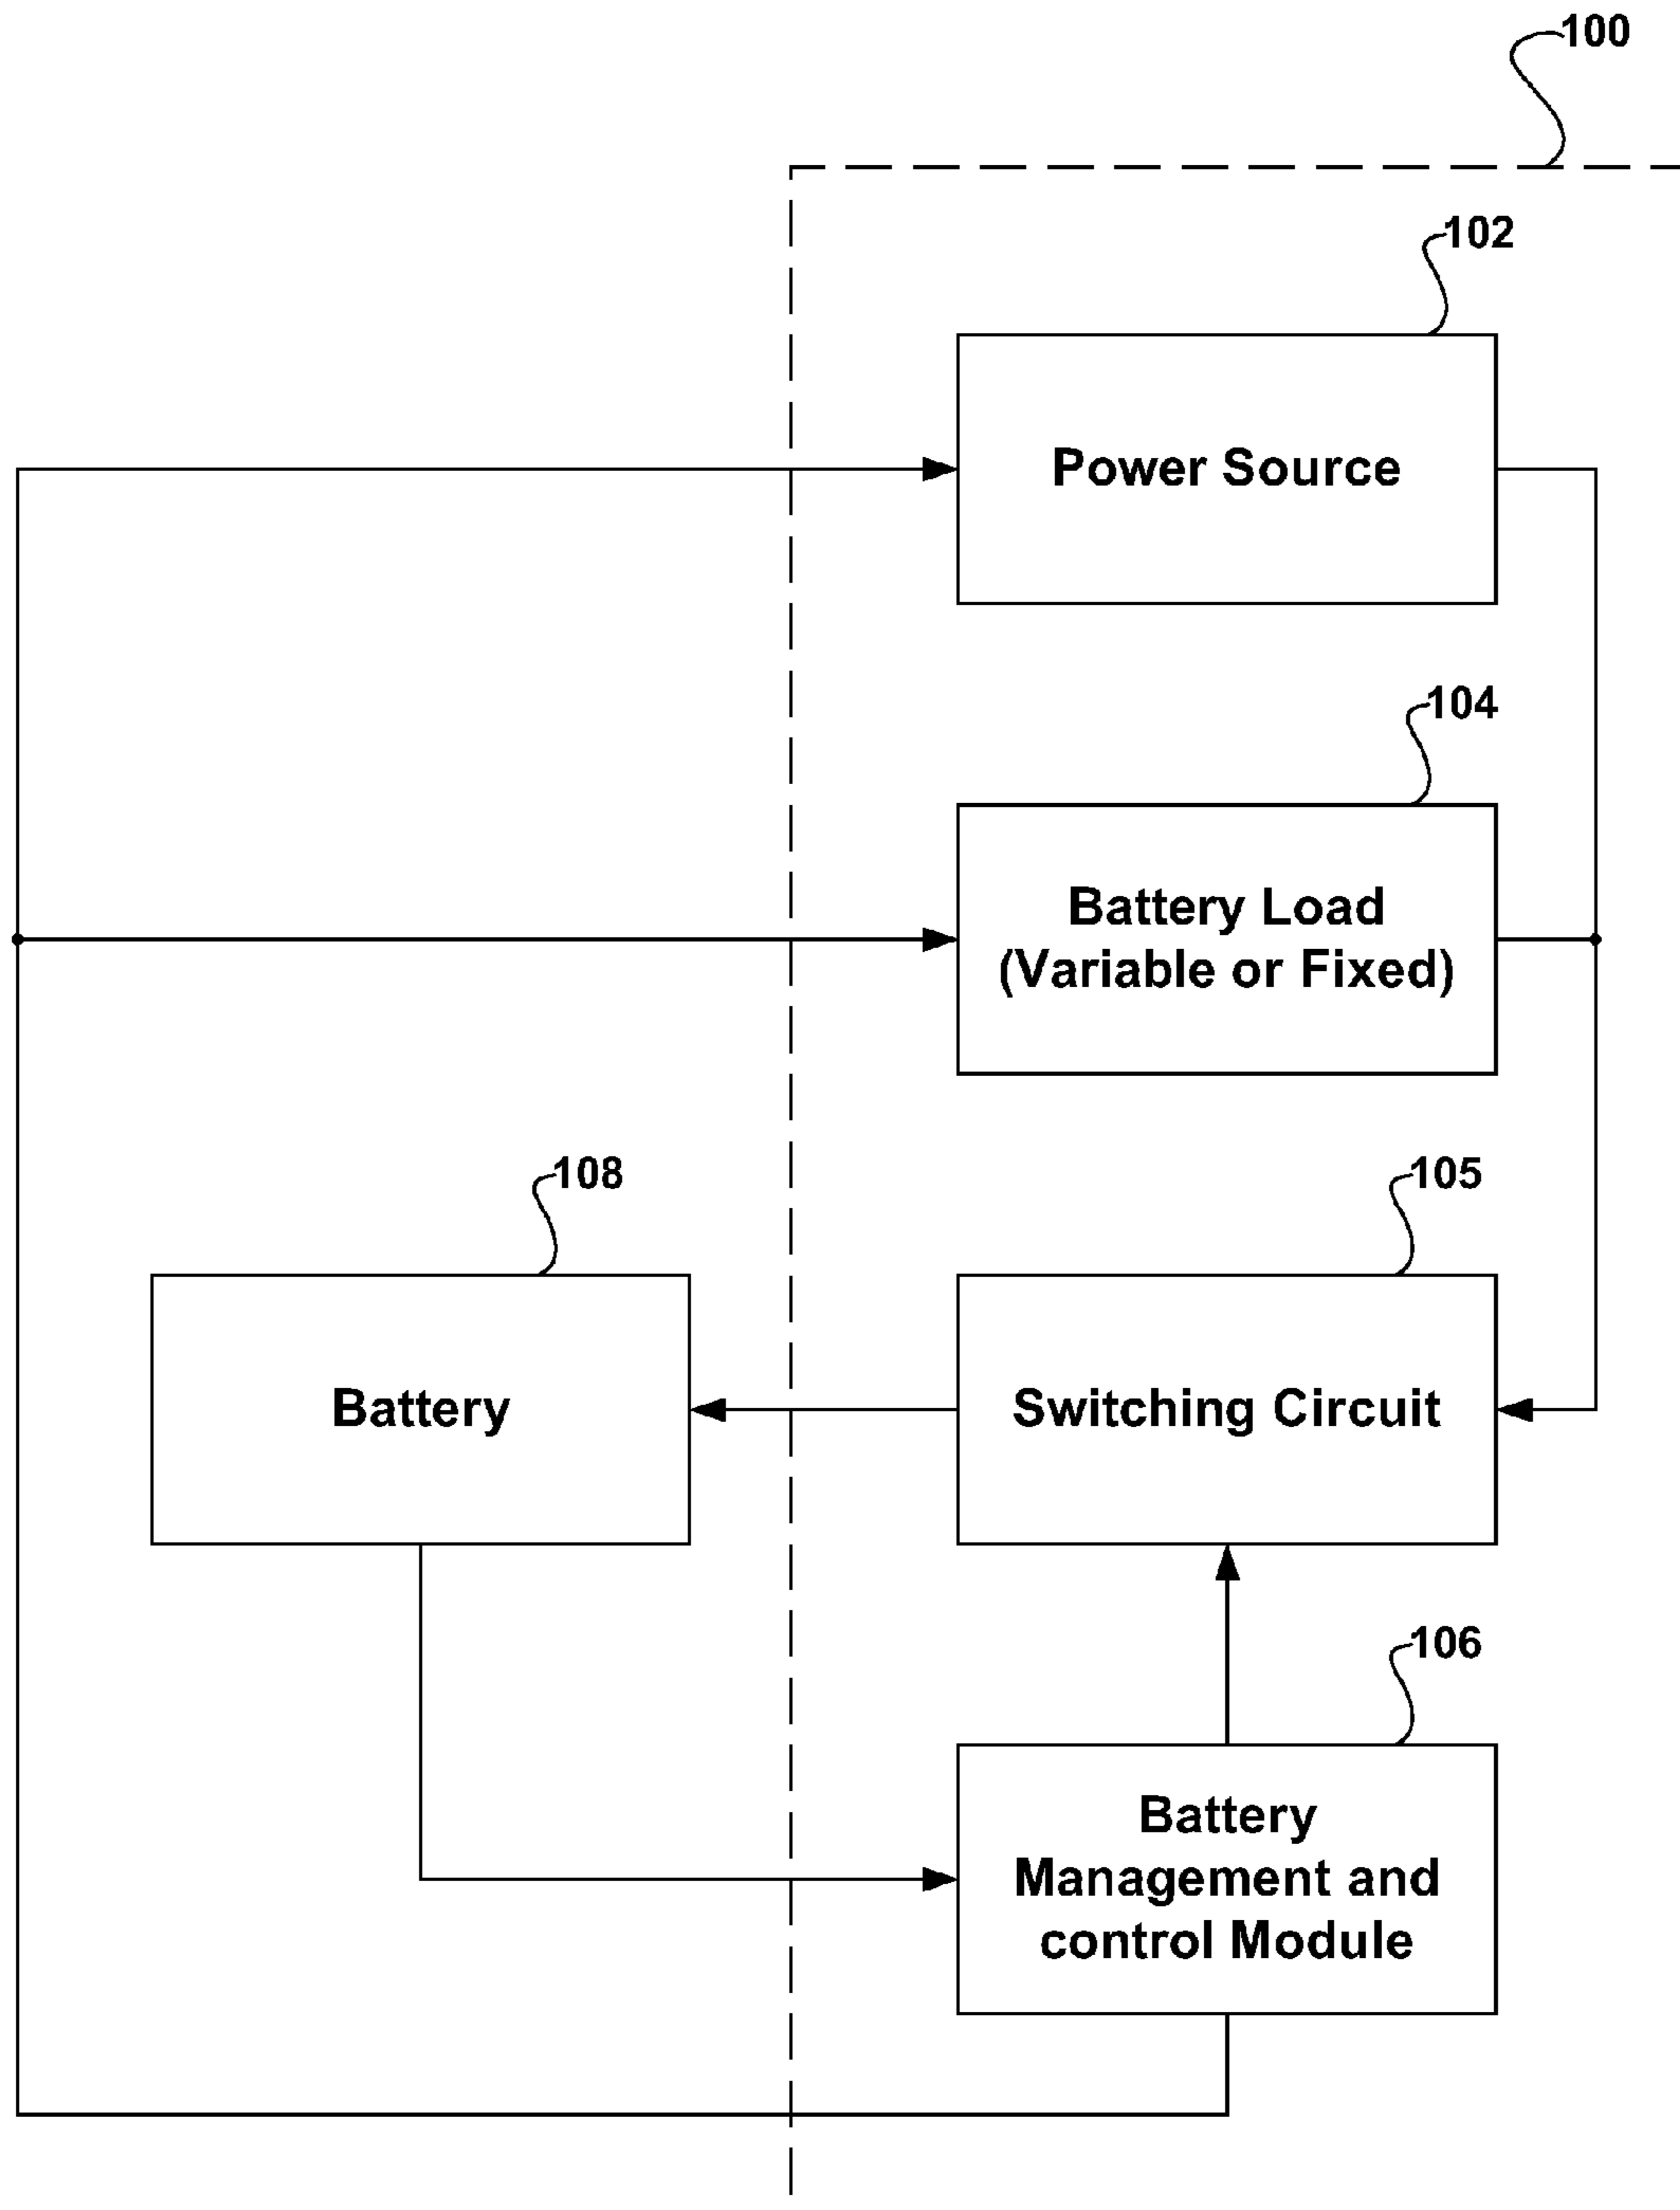 100
102
Power Source
104
Battery Load
(Variable or Fixed)
108
105
Battery
Switching Circuit
106
Battery
Management and
control Module